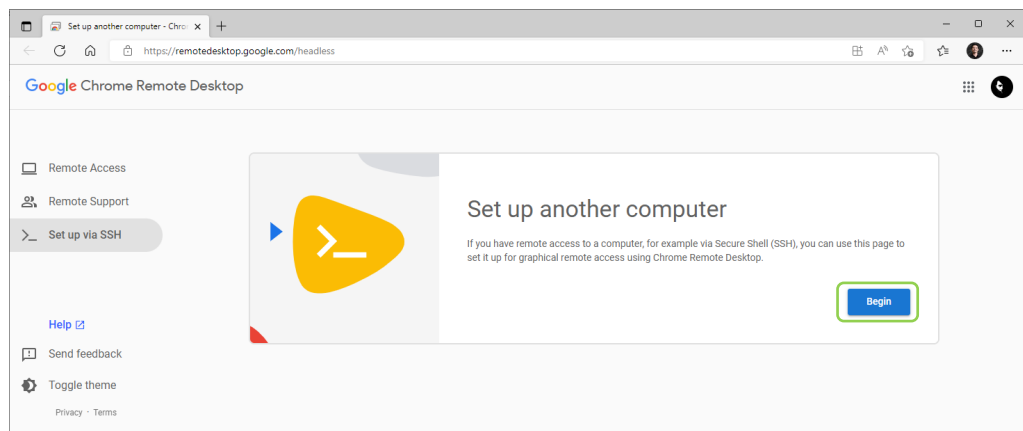 Set up another computer - Chro
https://remotedesktop.google.com/headless
Google Chrome Remote Desktop
Remote Access
Remote Support
Set up via SSH
Set up another computer
If you have remote access to a computer, for example via Secure Shell (SSH), you can use this page to
set it up for graphical remote access using Chrome Remote Desktop.
Begin
Help
Send feedback
Toggle theme
Privacy · Terms